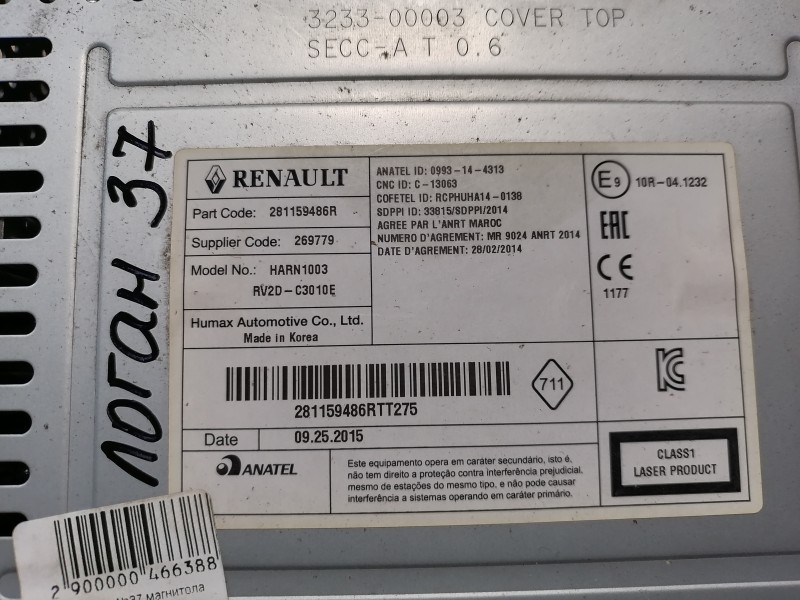 3233-00003 COVER TOP
SECC-A T 0.6
ЛОГАН 37
RENAULT
Part Code: 281159486R
Supplier Code: 269779
Model No.: HARN1003
RV2D-C3010E
Humax Automotive Co., Ltd.
Made in Korea
ANATEL ID: 0993-14-4313
CNC ID: C-13063
COFETEL ID: RCPHUHA14-0138
SDPPI ID: 33815/SDPPI/2014
AGREE PAR L'ANRT MAROC
NUMERO D'AGREMENT: MR 9024 ANRT 2014
DATE D'AGREMENT: 28/02/2014
E9 10R-04.1232
EAC
CE
1177
281159486RTT275
711
KC
Date 09.25.2015
ANATEL
Este equipamento opera em caráter secundário, isto é,
não tem direito a proteção contra interferência prejudicial,
mesmo de estações do mesmo tipo, e não pode causar
interferência a sistemas operando em caráter primário.
CLASS1
LASER PRODUCT
2 900000 466388
№37 магнитола